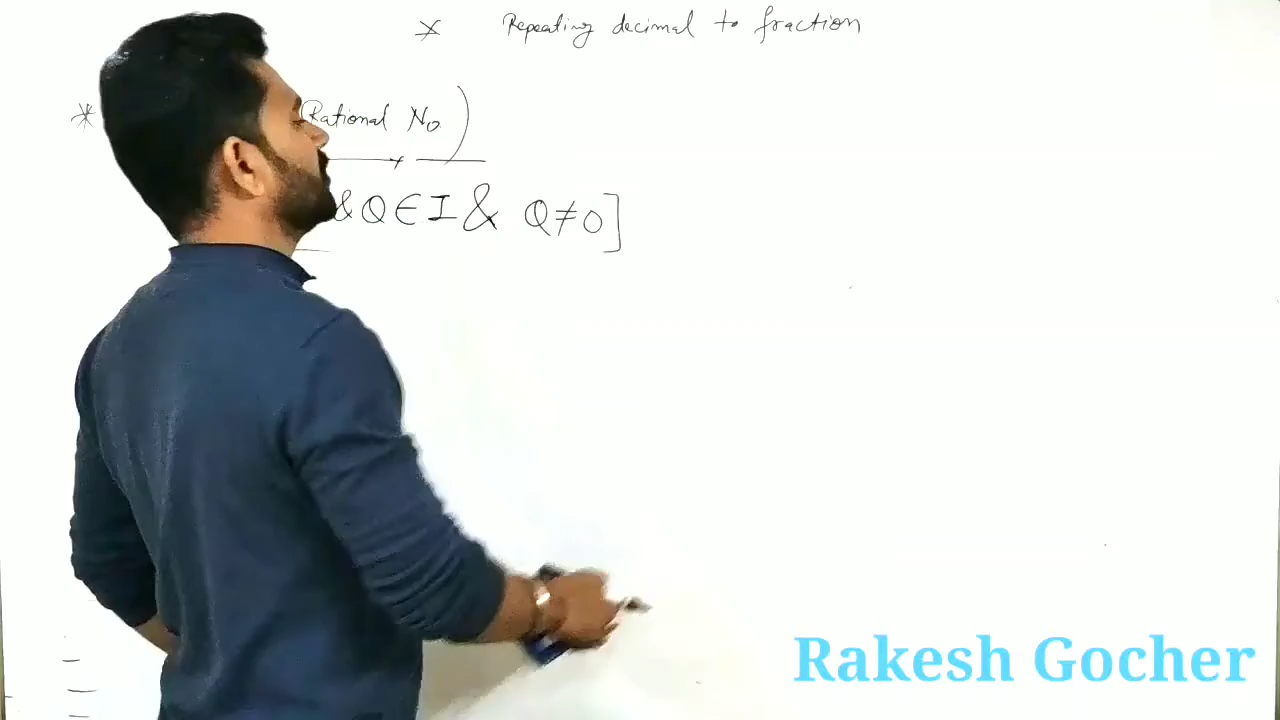 × Repeating decimal to fraction
* (Rational No)
& Q ∈ I & Q ≠ 0]
Rakesh Gocher